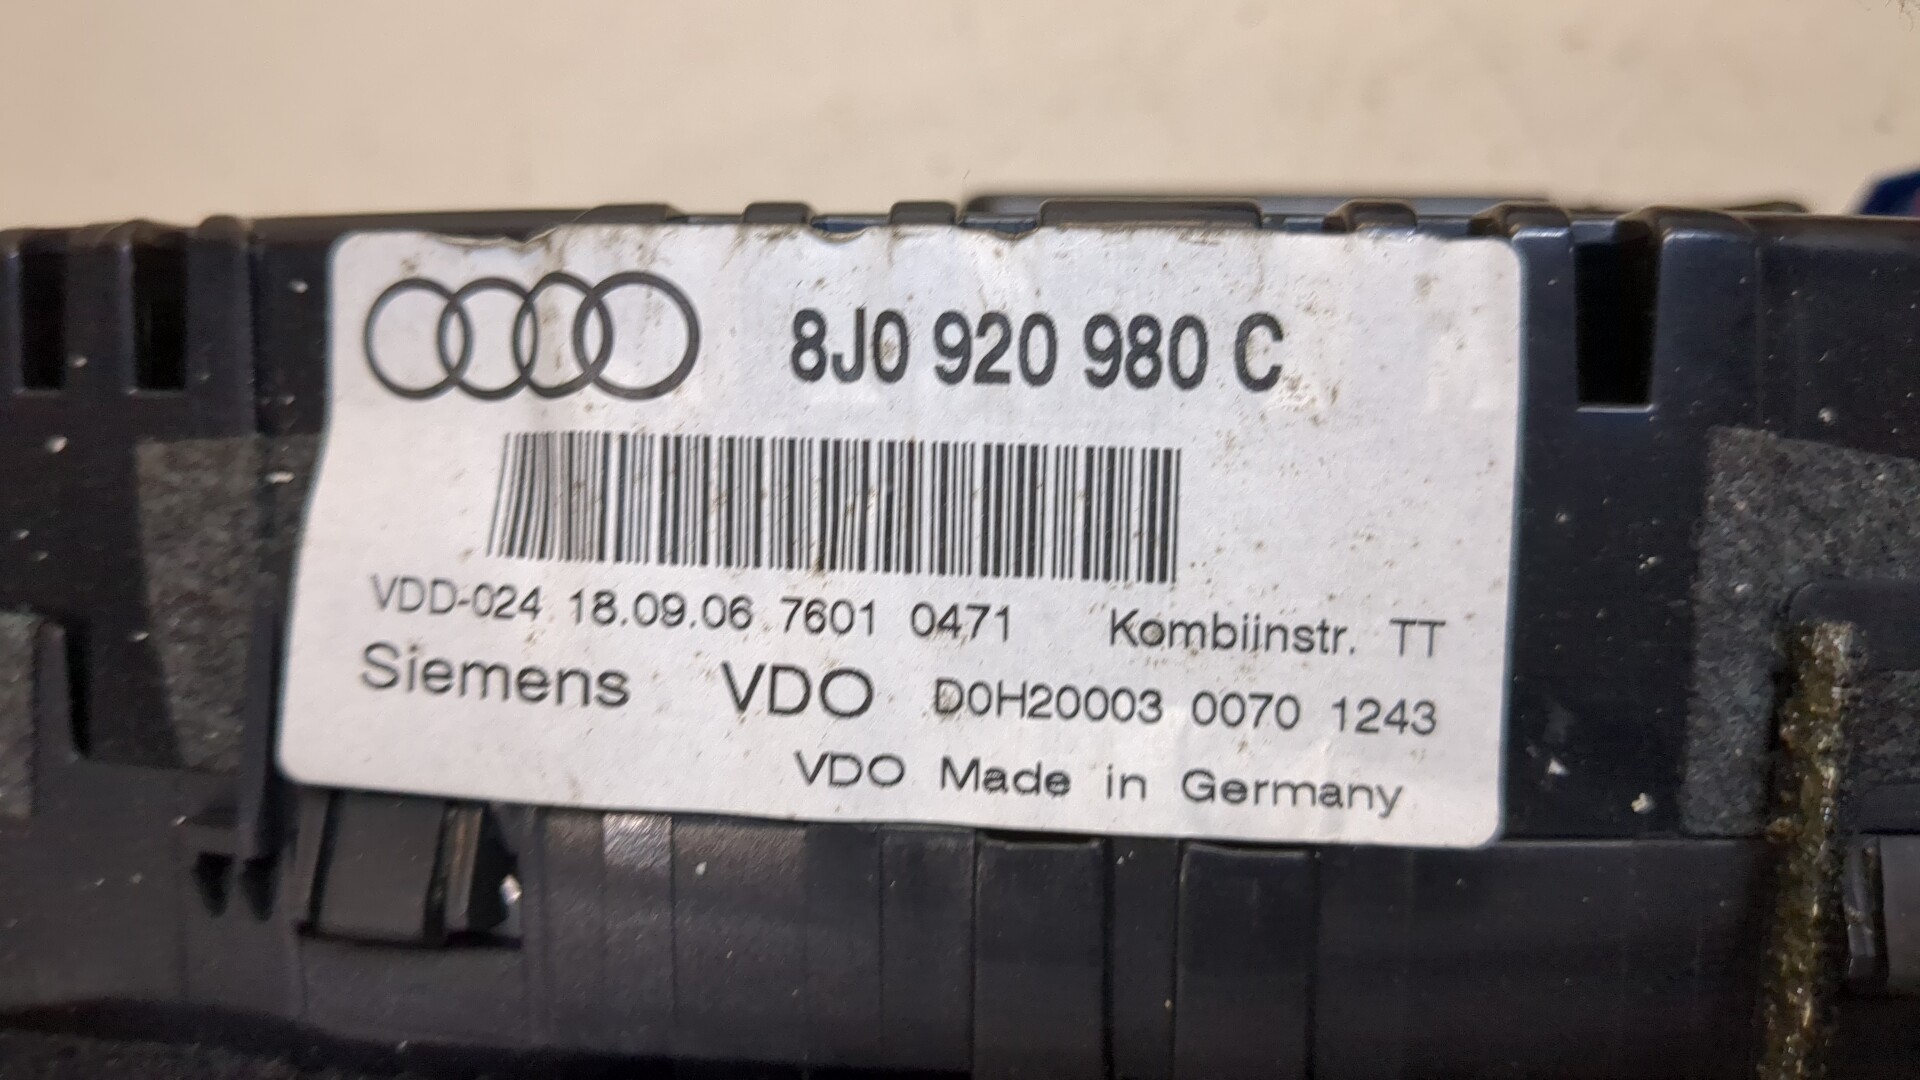 8J0 920 980 C
VDD-024 18.09.06 7601 0471 Kombiinstr. TT
Siemens VDO D0H20003 0070 1243
VDO Made in Germany